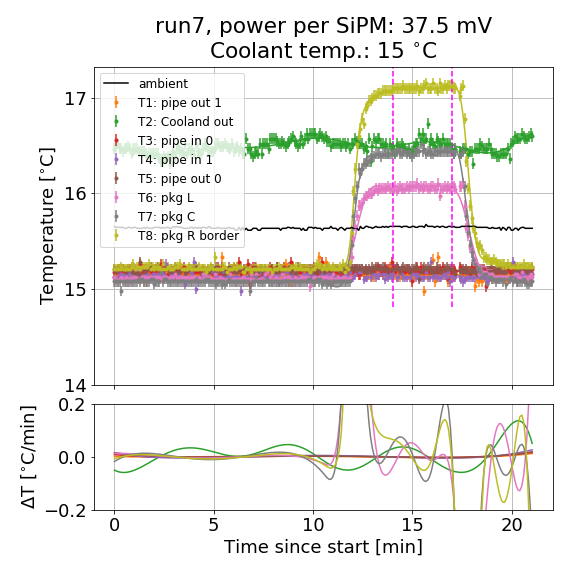 run7, power per SiPM: 37.5 mV
Coolant temp.: 15 °C
ambient
T1: pipe out 1
T2: Cooland out
T3: pipe in 0
T4: pipe in 1
T5: pipe out 0
T6: pkg L
T7: pkg C
T8: pkg R border
Temperature [°C]
17
16
15
14
ΔT [°C/min]
0.2
0.0
−0.2
0
5
10
15
20
Time since start [min]